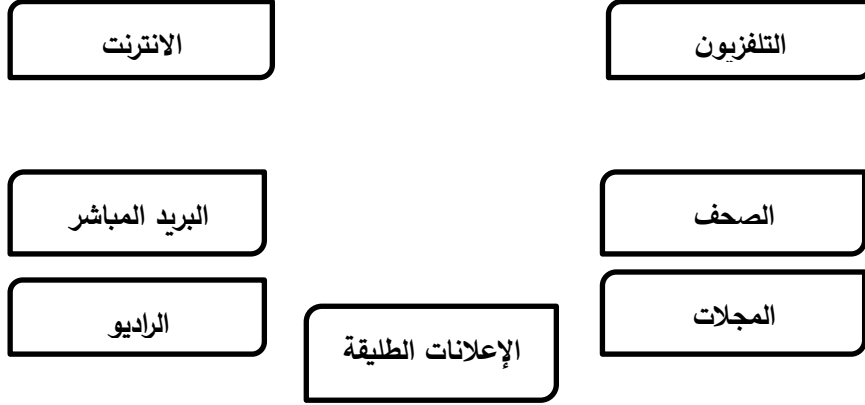 التلفزيون
الانترنت
الصحف
البريد المباشر
المجلات
الراديو
الإعلانات الطليقة